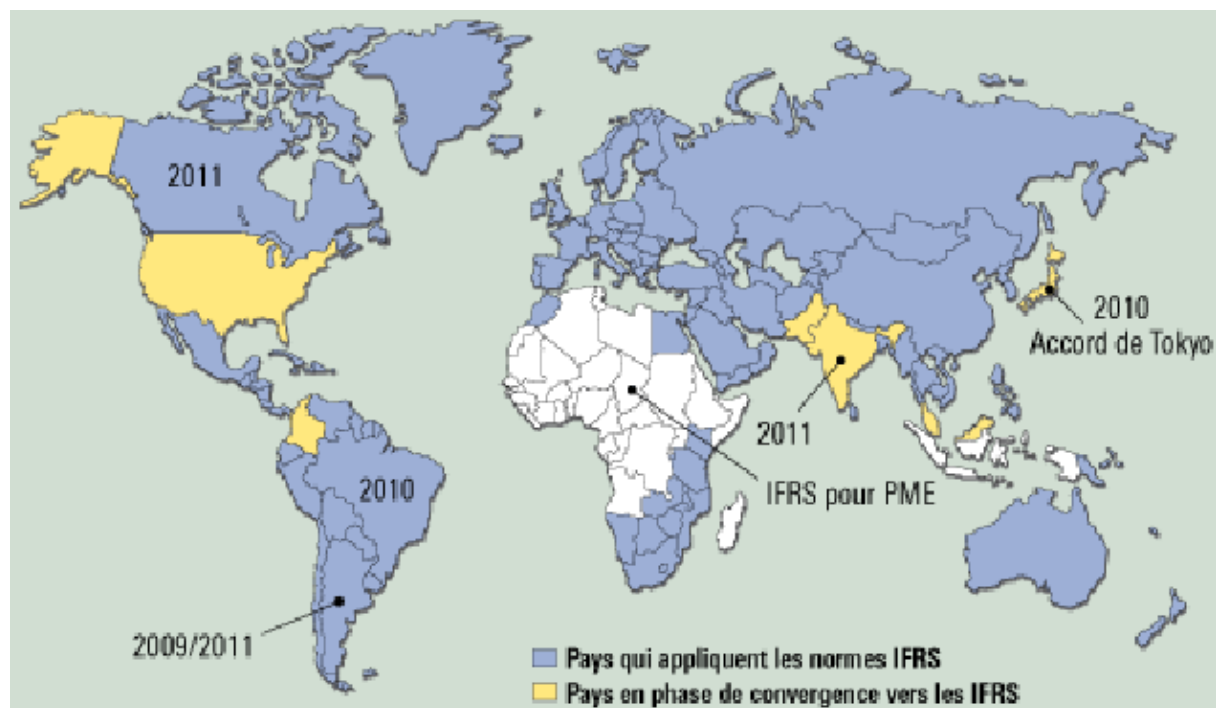 2011
2010
Accord de Tokyo
2011
IFRS pour PME
2010
2009/2011
Pays qui appliquent les normes IFRS
Pays en phase de convergence vers les IFRS